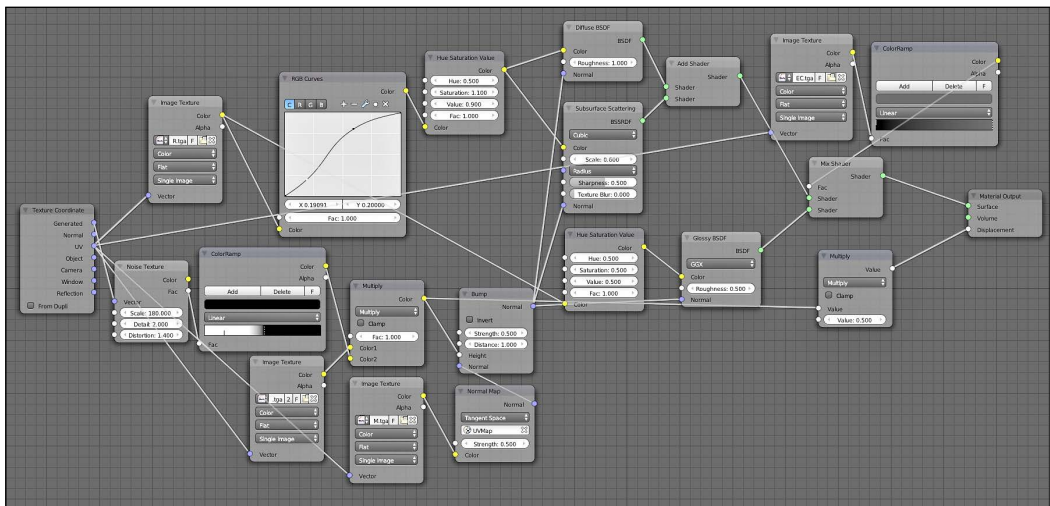 Texture Coordinate
Generated
Normal
UV
Object
Camera
Window
Reflection
From Dupli
Image Texture
Color
Alpha
R.tga F
Color
Flat
Single Image
Vector
Noise Texture
Color
Fac
Vector
Scale: 180.000
Detail: 2.000
Distortion: 1.400
RGB Curves
Color
C R G B
X 0.19091 Y 0.20000
Fac: 1.000
Color
ColorRamp
Color
Alpha
Add Delete F
Linear
Fac
Image Texture
Color
Alpha
.tga 2 F
Color
Flat
Single Image
Vector
Multiply
Color
Multiply
Clamp
Fac: 1.000
Color1
Color2
Image Texture
Color
Alpha
M.tga F
Color
Flat
Single Image
Vector
Hue Saturation Value
Color
Hue: 0.500
Saturation: 1.100
Value: 0.900
Fac: 1.000
Color
Bump
Normal
Invert
Strength: 0.500
Distance: 1.000
Height
Normal
Normal Map
Normal
Tangent Space
UVMap
Strength: 0.500
Color
Diffuse BSDF
BSDF
Color
Roughness: 1.000
Normal
Subsurface Scattering
BSSRDF
Cubic
Color
Scale: 0.600
Radius
Sharpness: 0.500
Texture Blur: 0.000
Normal
Hue Saturation Value
Color
Hue: 0.500
Saturation: 0.500
Value: 0.500
Fac: 1.000
Color
Add Shader
Shader
Shader
Shader
Glossy BSDF
BSDF
GGX
Color
Roughness: 0.500
Normal
Image Texture
Color
Alpha
EC.tga F
Color
Flat
Single Image
Vector
ColorRamp
Color
Alpha
Add Delete F
Linear
Fac
Mix Shader
Shader
Fac
Shader
Shader
Multiply
Value
Multiply
Clamp
Value
Value: 0.500
Material Output
Surface
Volume
Displacement